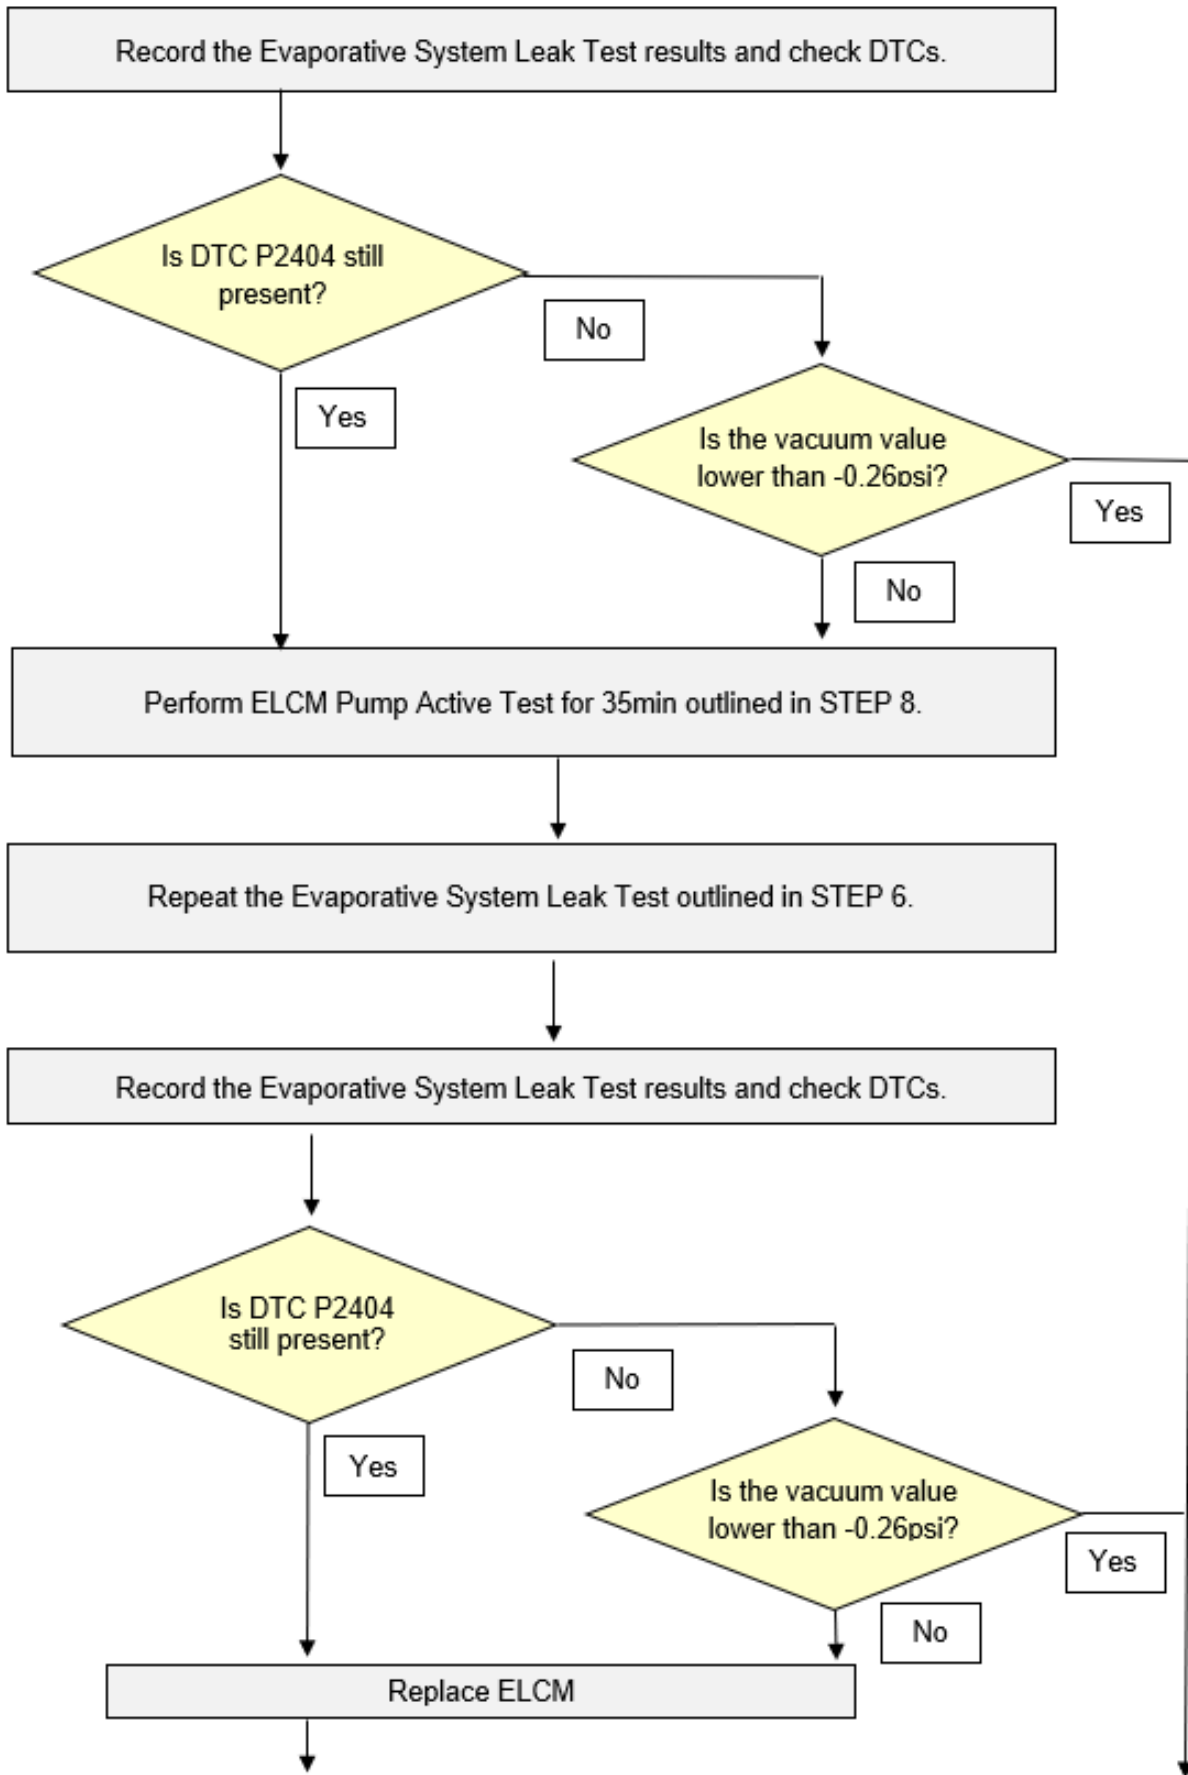 Record the Evaporative System Leak Test results and check DTCs.
Is DTC P2404 still
present?
No
Yes
Is the vacuum value
lower than -0.26psi?
Yes
No
Perform ELCM Pump Active Test for 35min outlined in STEP 8.
Repeat the Evaporative System Leak Test outlined in STEP 6.
Record the Evaporative System Leak Test results and check DTCs.
Is DTC P2404
still present?
No
Yes
Is the vacuum value
lower than -0.26psi?
Yes
No
Replace ELCM